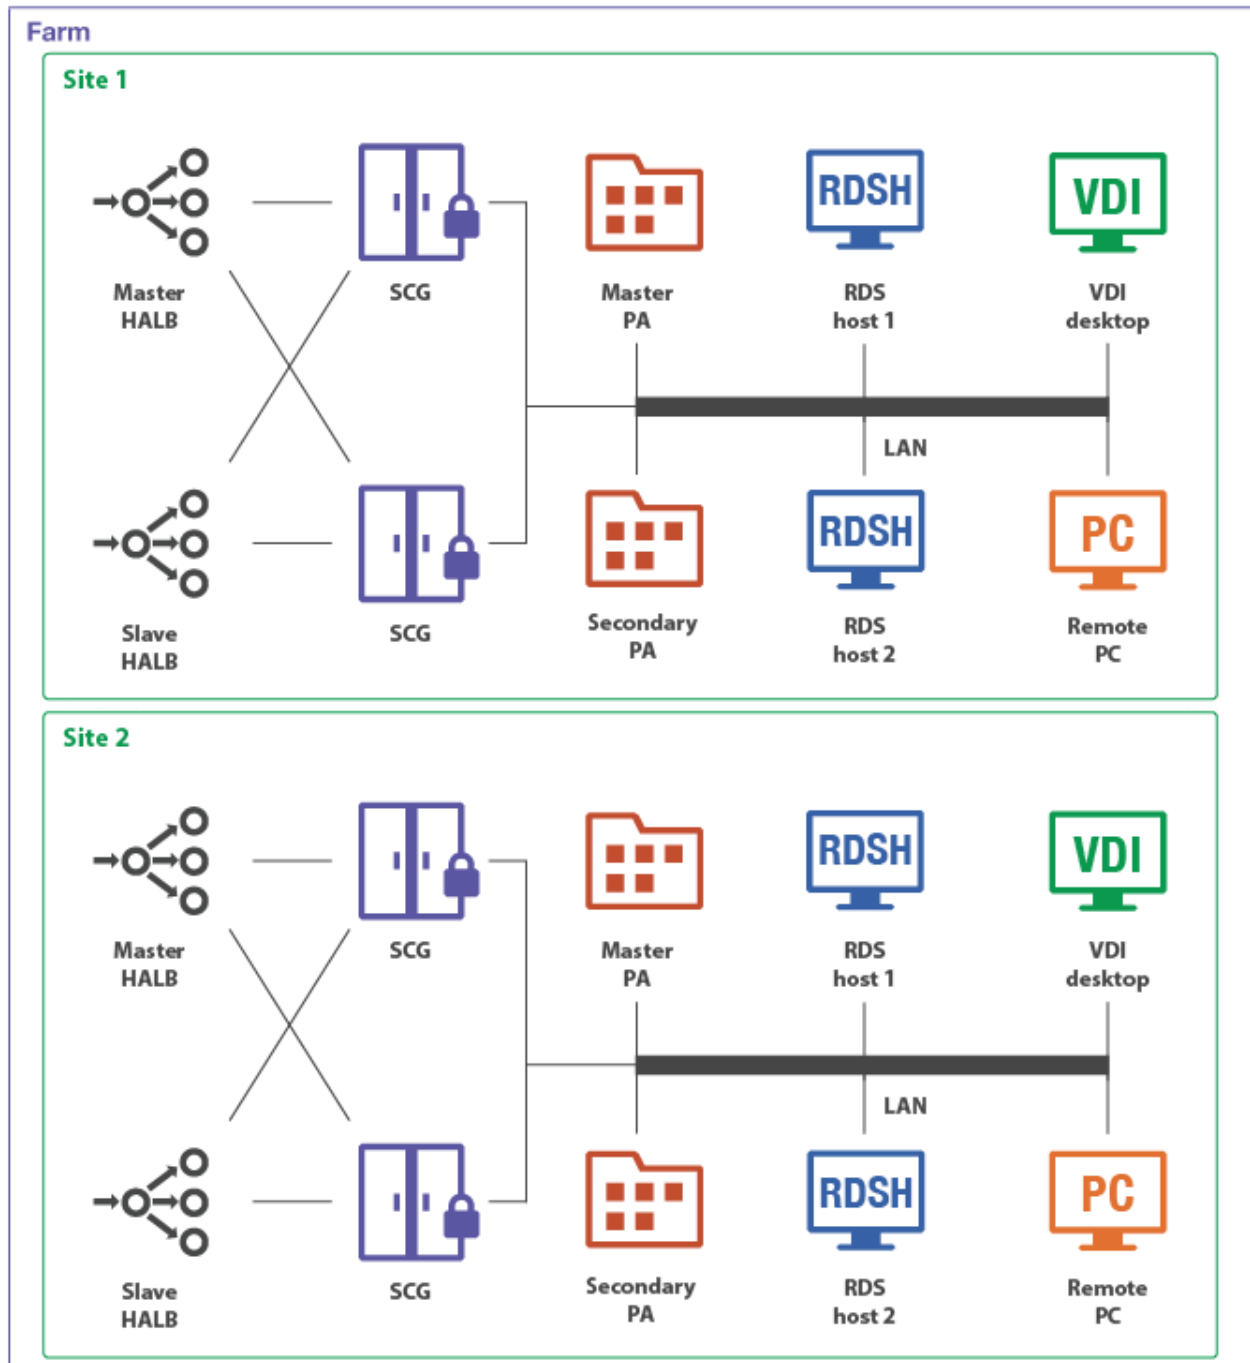 Farm
Site 1
RDSH
VDI
Master
HALB
SCG
Master
PA
RDS
host 1
VDI
desktop
LAN
RDSH
PC
Slave
HALB
SCG
Secondary
PA
RDS
host 2
Remote
PC
Site 2
RDSH
VDI
Master
HALB
SCG
Master
PA
RDS
host 1
VDI
desktop
LAN
RDSH
PC
Slave
HALB
SCG
Secondary
PA
RDS
host 2
Remote
PC